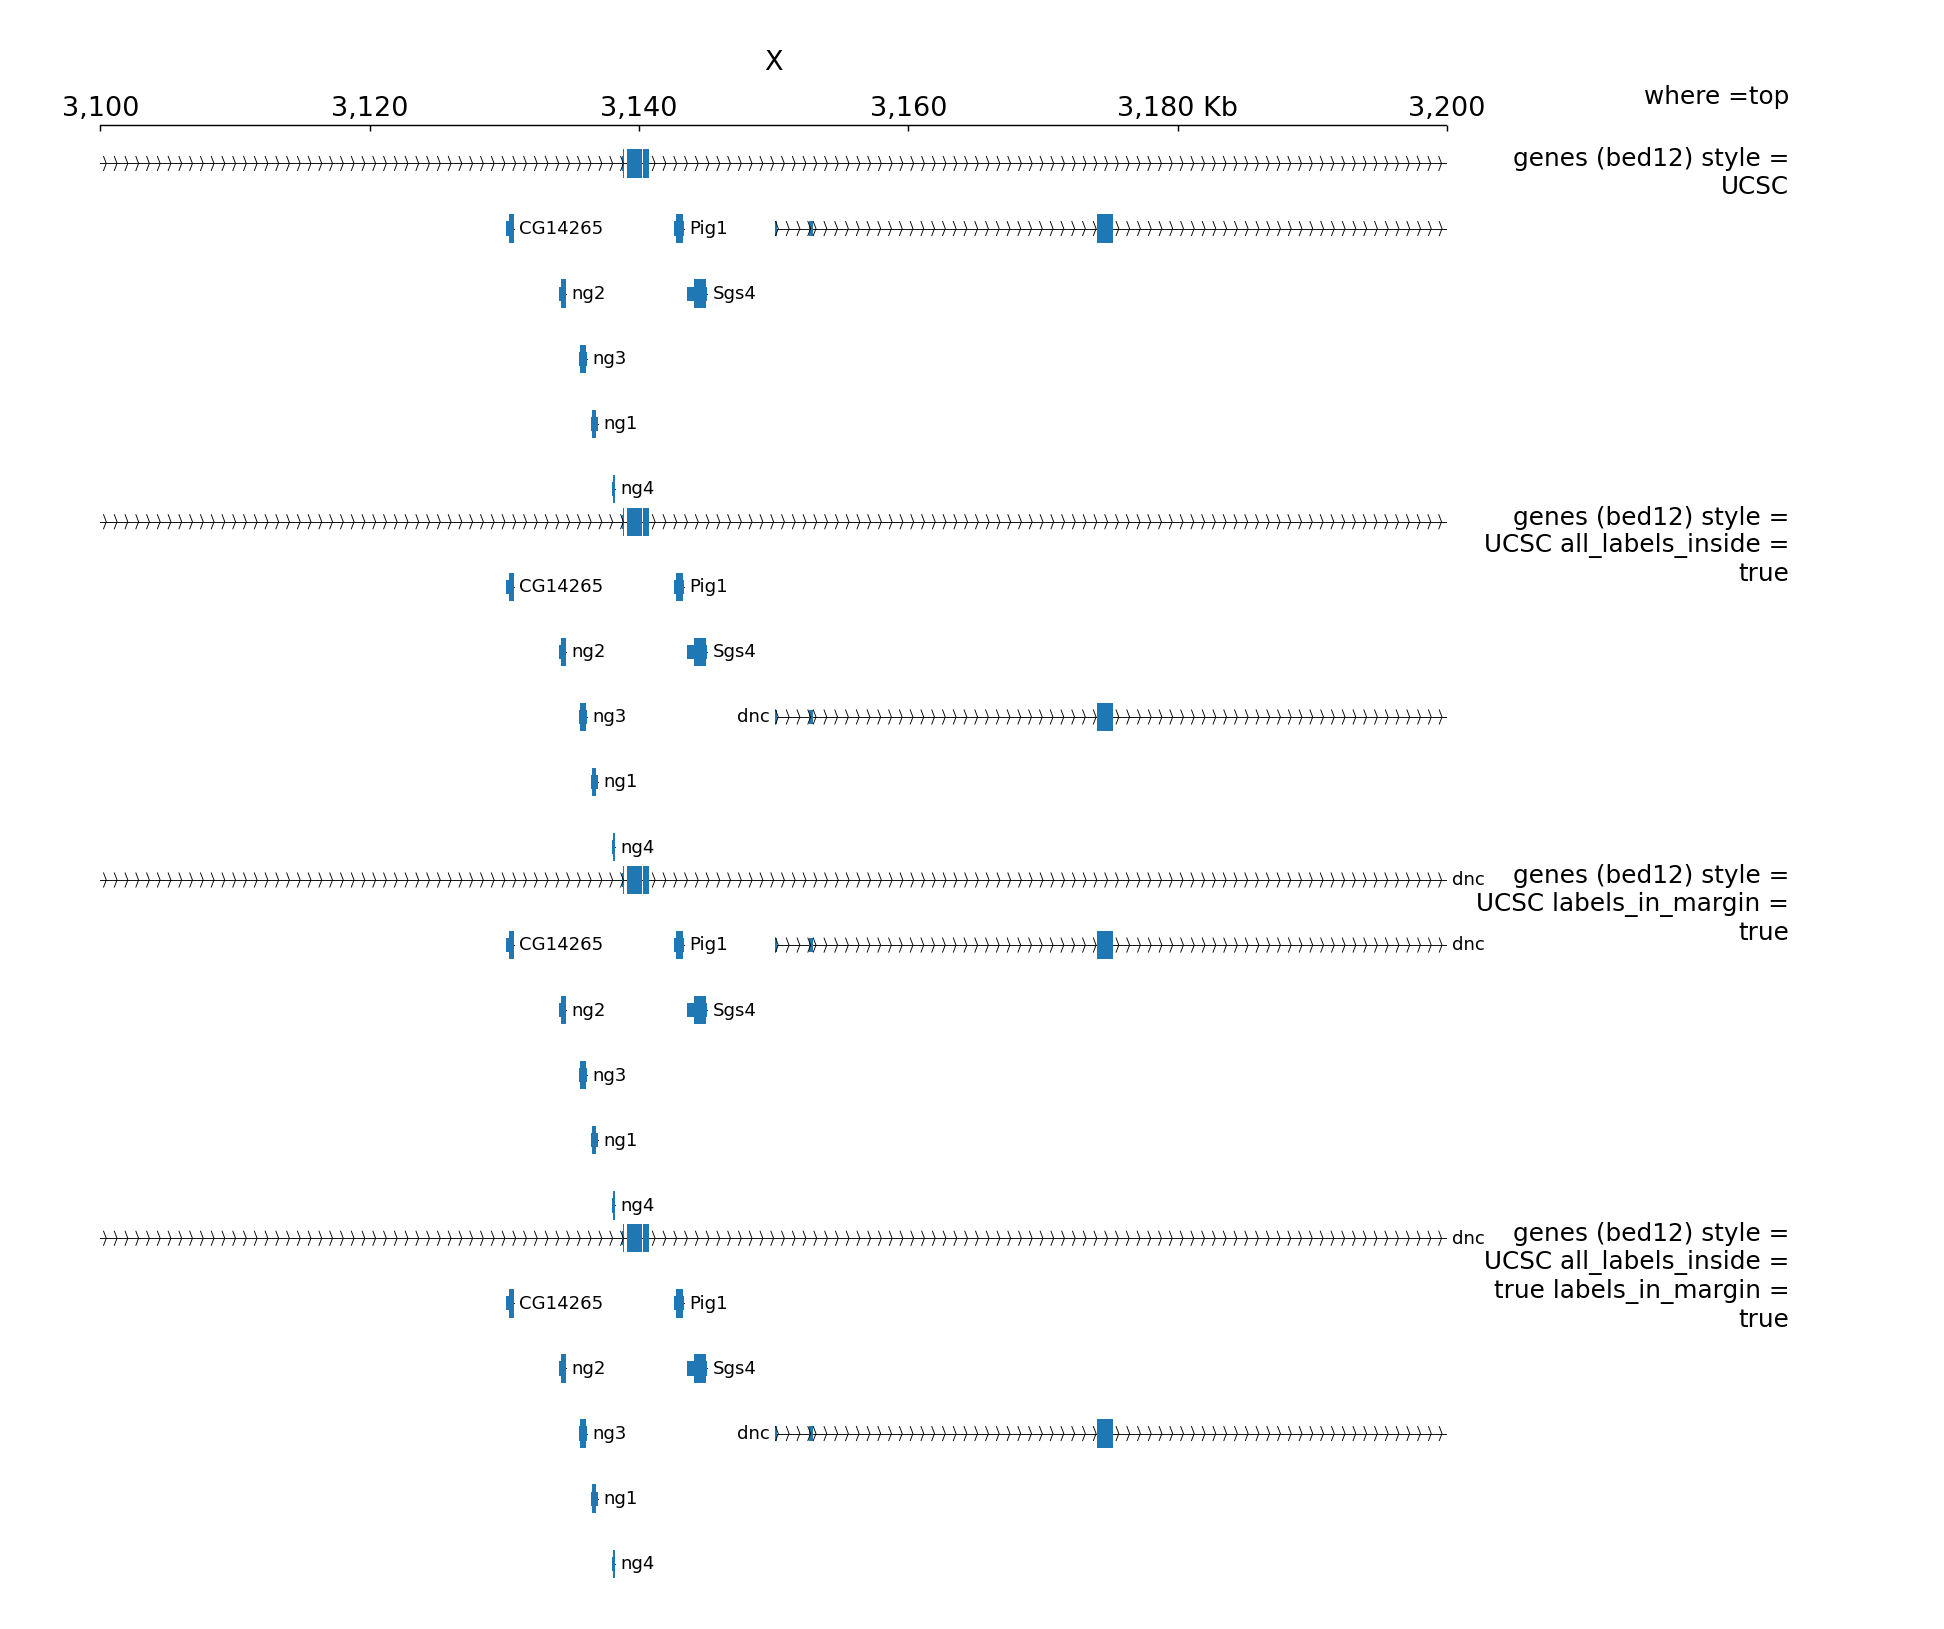 X
3,100 3,120 3,140 3,160 3,180 Kb 3,200
where =top
genes (bed12) style =
UCSC
CG14265 Pig1
ng2 Sgs4
ng3
ng1
ng4
genes (bed12) style =
UCSC all_labels_inside =
true
CG14265 Pig1
ng2 Sgs4
ng3 dnc
ng1
ng4
dnc genes (bed12) style =
UCSC labels_in_margin =
true
CG14265 Pig1 dnc
ng2 Sgs4
ng3
ng1
ng4
dnc genes (bed12) style =
UCSC all_labels_inside =
true labels_in_margin =
true
CG14265 Pig1
ng2 Sgs4
ng3 dnc
ng1
ng4